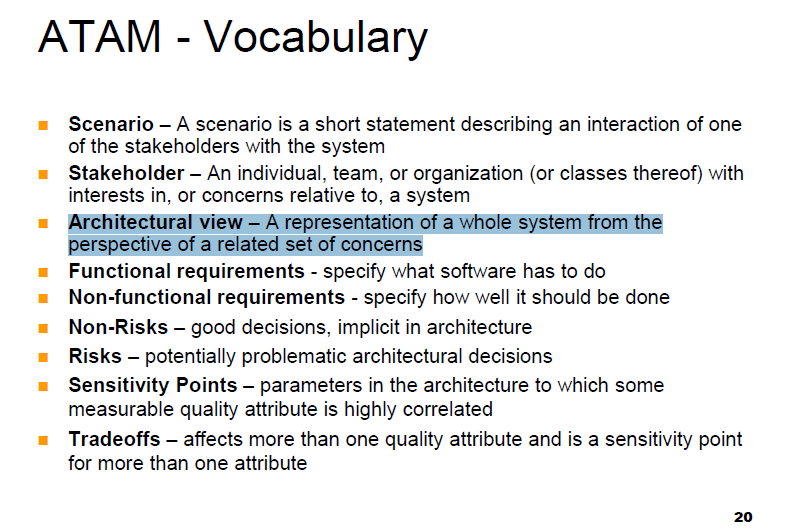 ATAM - Vocabulary
Scenario – A scenario is a short statement describing an interaction of one
of the stakeholders with the system
Stakeholder – An individual, team, or organization (or classes thereof) with
interests in, or concerns relative to, a system
Architectural view – A representation of a whole system from the
perspective of a related set of concerns
Functional requirements - specify what software has to do
Non-functional requirements - specify how well it should be done
Non-Risks – good decisions, implicit in architecture
Risks – potentially problematic architectural decisions
Sensitivity Points – parameters in the architecture to which some
measurable quality attribute is highly correlated
Tradeoffs – affects more than one quality attribute and is a sensitivity point
for more than one attribute
20